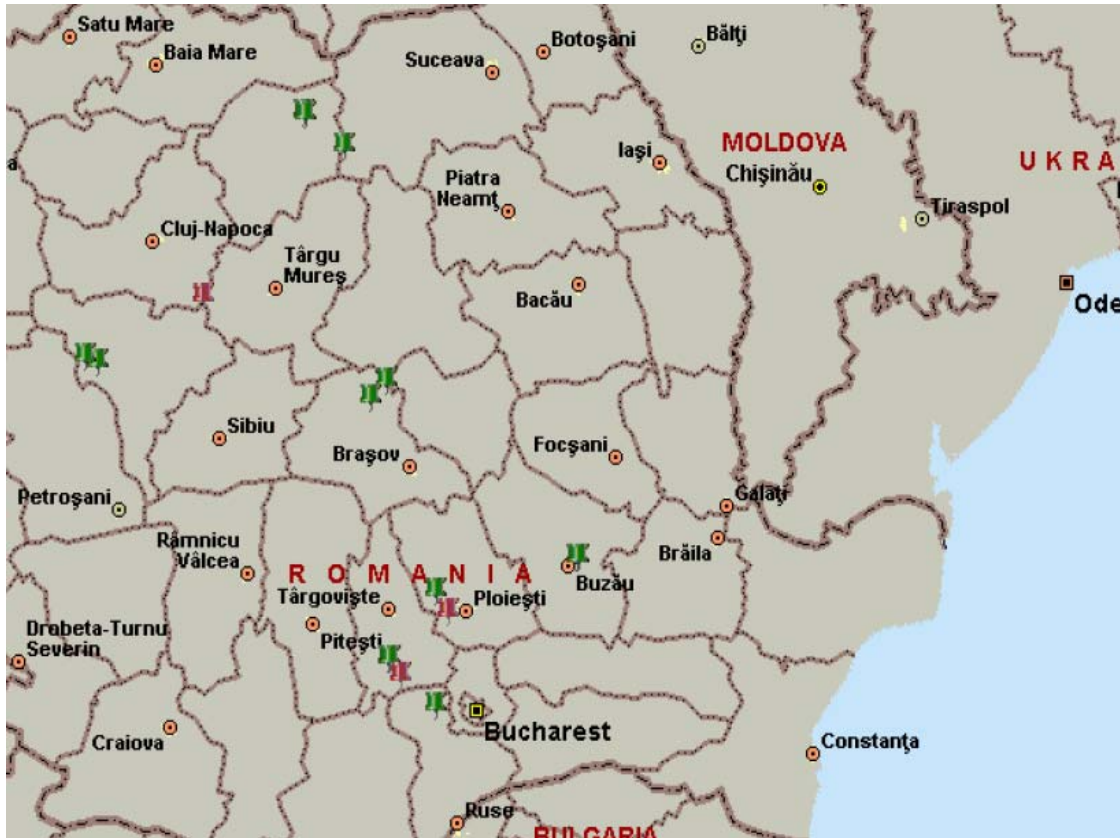 Satu Mare
Baia Mare
Suceava
Botoşani
Bălţi
MOLDOVA
Iaşi
Chişinău
UKRA
a
Piatra
Neamţ
Tiraspol
Cluj-Napoca
Târgu
Mureş
Bacău
Ode
Sibiu
Braşov
Focşani
Petroşani
Galaţi
Râmnicu
Vâlcea
Brăila
ROMANIA
Buzău
Târgovişte
Ploieşti
Piteşti
Drobeta-Turnu
Severin
Bucharest
Craiova
Constanţa
Ruse
BULGARIA